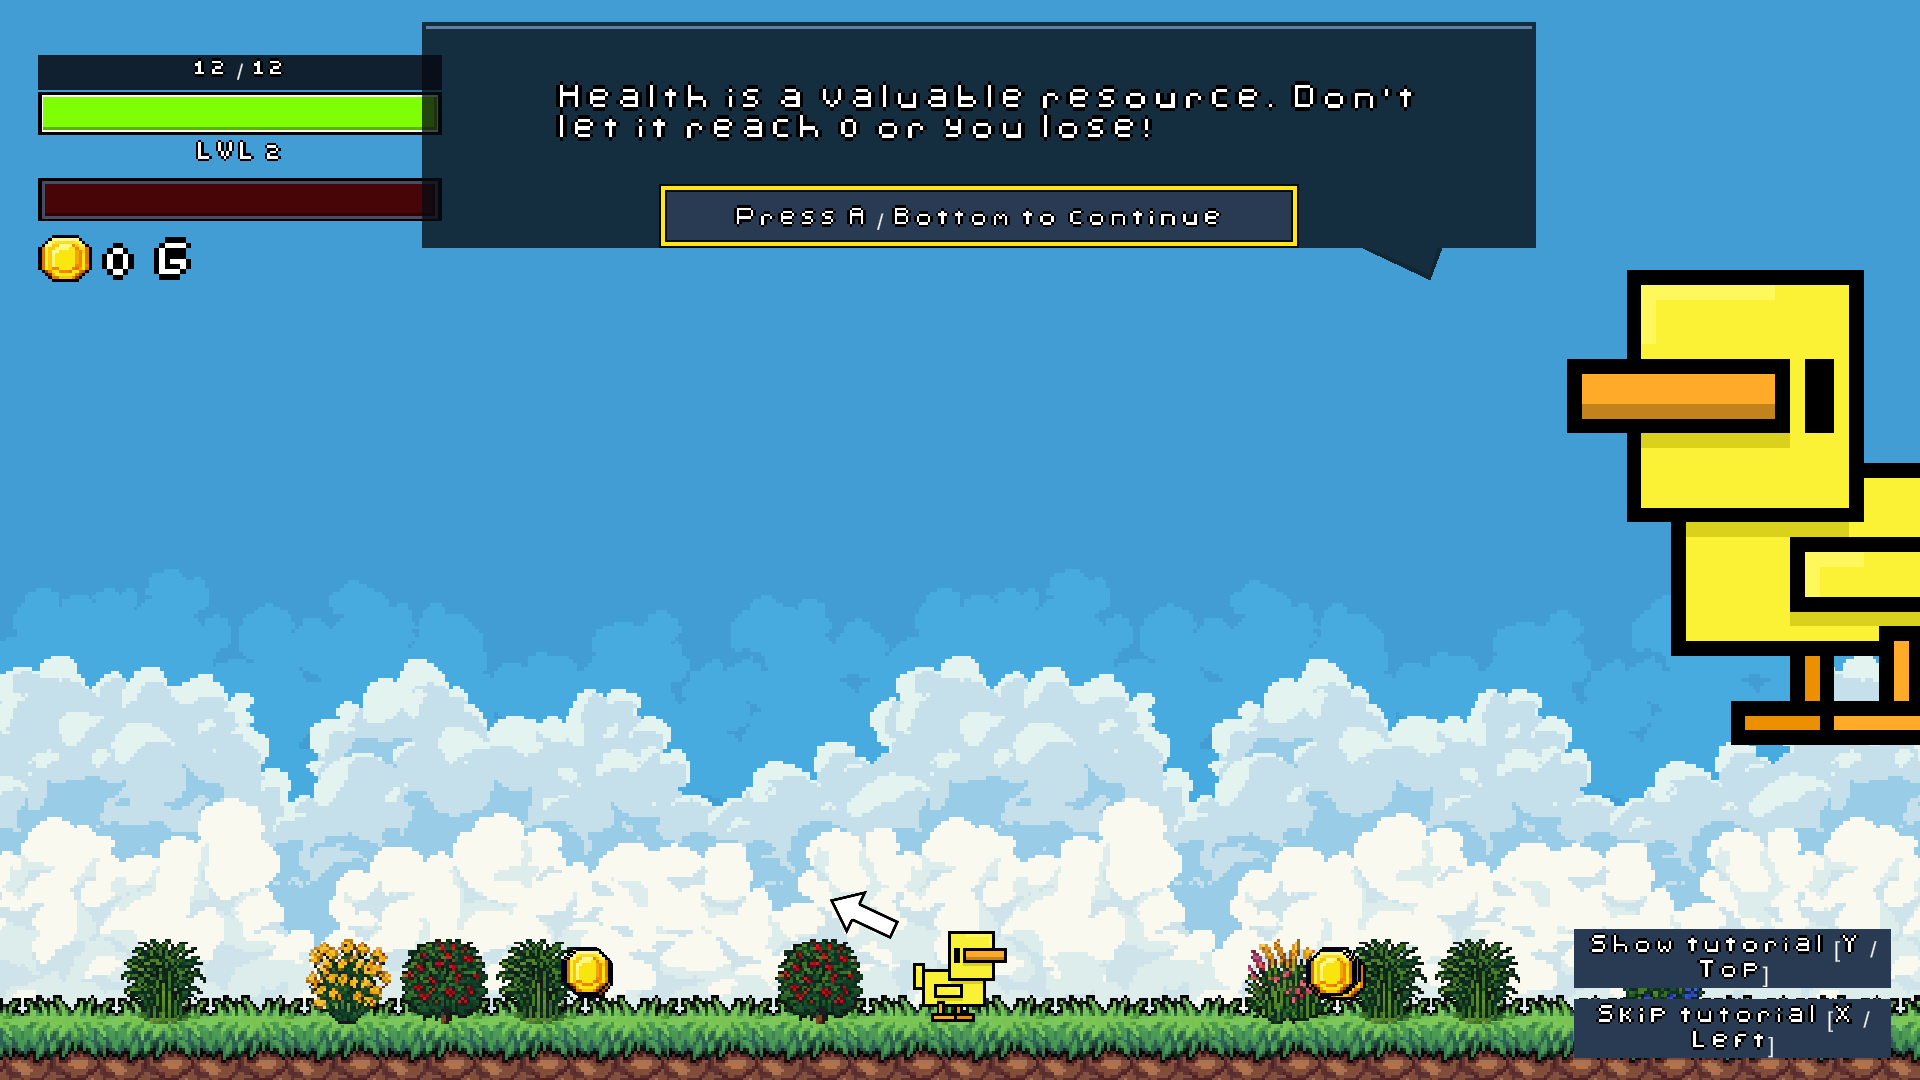 12 / 12
LVL 2
0 G
Health is a valuable resource. Don't
let it reach 0 or you lose!
Press A / Bottom to continue
Show tutorial [Y /
Top]
Skip tutorial [X /
Left]